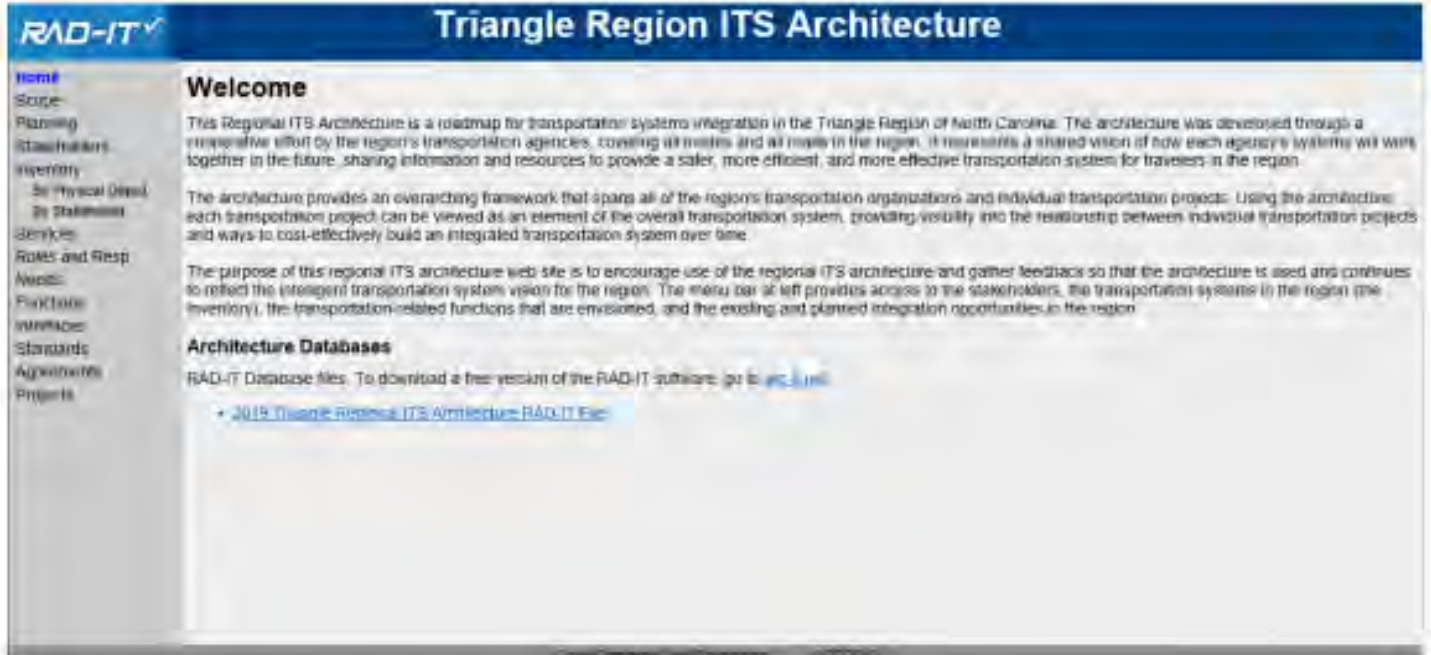 RAD-IT
Triangle Region ITS Architecture
Home
Scope
Planning
Stakeholders
Inventory
By Physical Object
By Stakeholder
Services
Roles and Resp
Needs
Functions
Interfaces
Standards
Agreements
Projects
Welcome
This Regional ITS Architecture is a roadmap for transportation systems integration in the Triangle Region of North Carolina. The architecture was developed through a
cooperative effort by the region's transportation agencies, covering all modes and all roads in the region. It represents a shared vision of how each agency's systems will work
together in the future, sharing information and resources to provide a safer, more efficient, and more effective transportation system for travelers in the region.
The architecture provides an overarching framework that spans all of the region's transportation organizations and individual transportation projects. Using the architecture,
each transportation project can be viewed as an element of the overall transportation system, providing visibility into the relationship between individual transportation projects
and ways to cost-effectively build an integrated transportation system over time.
The purpose of this regional ITS architecture web site is to encourage use of the regional ITS architecture and gather feedback so that the architecture is used and continues
to reflect the intelligent transportation system vision for the region. The menu bar at left provides access to the stakeholders, the transportation systems in the region (the
inventory), the transportation-related functions that are envisioned, and the existing and planned integration opportunities in the region.
Architecture Databases
RAD-IT Database files. To download a free version of the RAD-IT software, go to
• 2019 Triangle Regional ITS Architecture RAD-IT File